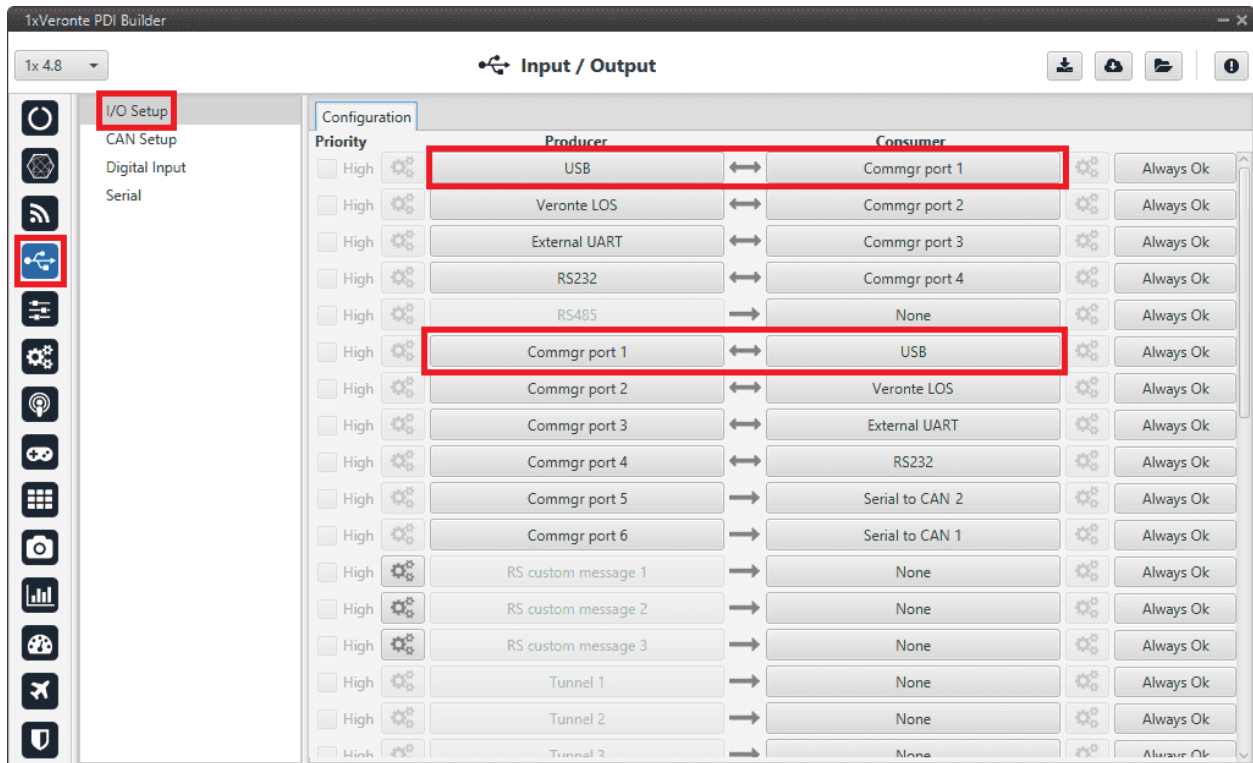 1xVeronte PDI Builder
1x 4.8
Input / Output
I/O Setup
CAN Setup
Digital Input
Serial
Configuration
Priority Producer Consumer
High USB Commgr port 1 Always Ok
High Veronte LOS Commgr port 2 Always Ok
High External UART Commgr port 3 Always Ok
High RS232 Commgr port 4 Always Ok
High RS485 None Always Ok
High Commgr port 1 USB Always Ok
High Commgr port 2 Veronte LOS Always Ok
High Commgr port 3 External UART Always Ok
High Commgr port 4 RS232 Always Ok
High Commgr port 5 Serial to CAN 2 Always Ok
High Commgr port 6 Serial to CAN 1 Always Ok
High RS custom message 1 None Always Ok
High RS custom message 2 None Always Ok
High RS custom message 3 None Always Ok
High Tunnel 1 None Always Ok
High Tunnel 2 None Always Ok
High Tunnel 3 None Always Ok